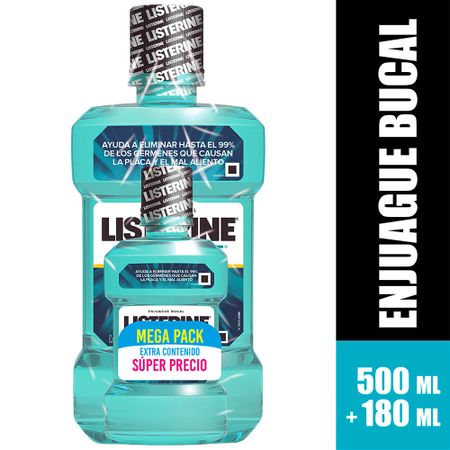 LISTERINE
AYUDA A ELIMINAR HASTA EL 99%
DE LOS GÉRMENES QUE CAUSAN
LA PLACA Y EL MAL ALIENTO
LISTERINE
AYUDA A ELIMINAR HASTA EL 99%
DE LOS GÉRMENES QUE CAUSAN
LA PLACA Y EL MAL ALIENTO
ENJUAGUE BUCAL
LISTERINE
MEGA PACK
EXTRA CONTENIDO
SÚPER PRECIO
ENJUAGUE BUCAL
500 ML
+ 180 ML